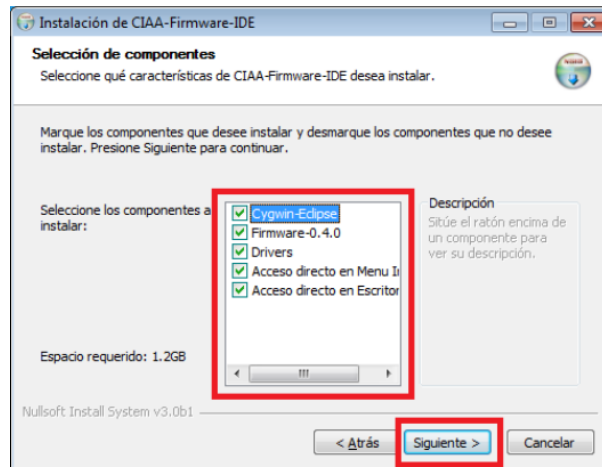 Instalación de CIAA-Firmware-IDE
Selección de componentes
Seleccione qué características de CIAA-Firmware-IDE desea instalar.
Marque los componentes que desee instalar y desmarque los componentes que no desee
instalar. Presione Siguiente para continuar.
Seleccione los componentes a
instalar:
Cygwin-Eclipse
Firmware-0.4.0
Drivers
Acceso directo en Menu I
Acceso directo en Escritor
Descripción
Sitúe el ratón encima de
un componente para
ver su descripción.
Espacio requerido: 1.2GB
Nullsoft Install System v3.0b1
< Atrás
Siguiente >
Cancelar